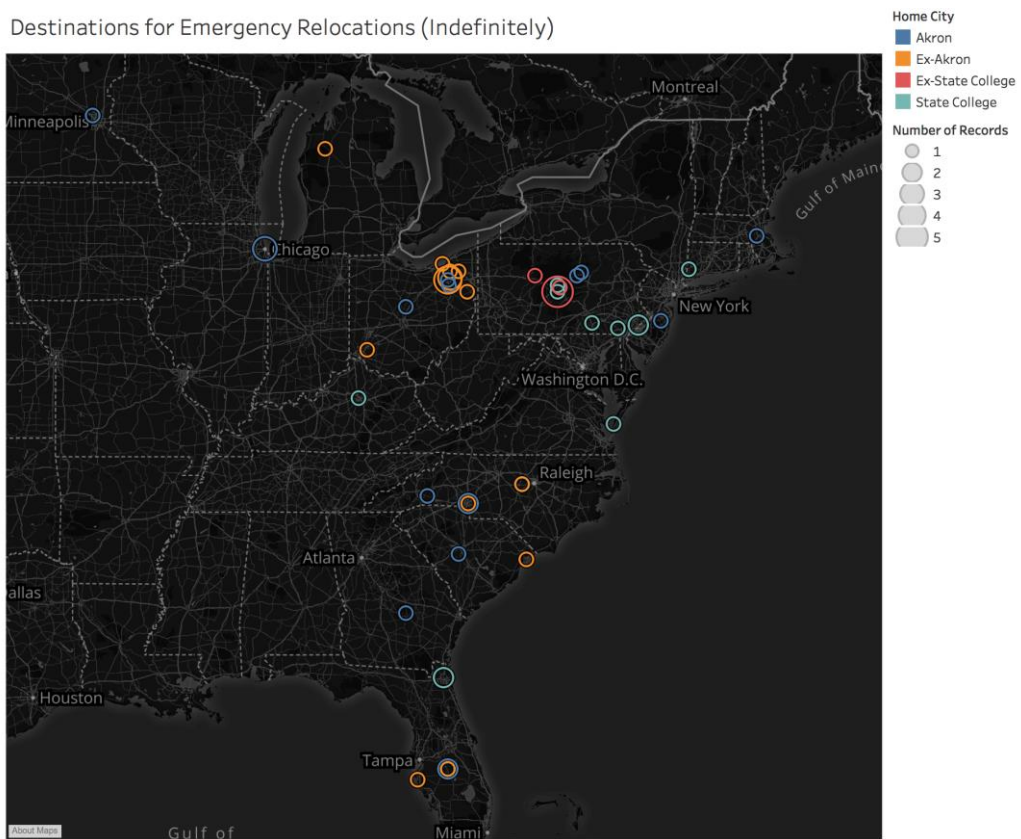 Destinations for Emergency Relocations (Indefinitely)
Home City
Akron
Ex-Akron
Ex-State College
State College
Number of Records
1
2
3
4
5
Montreal
Minneapolis
Gulf of Maine
Chicago
New York
Washington D.C.
Raleigh
Atlanta
allas
Houston
Tampa
Miami
Gulf of
About Maps